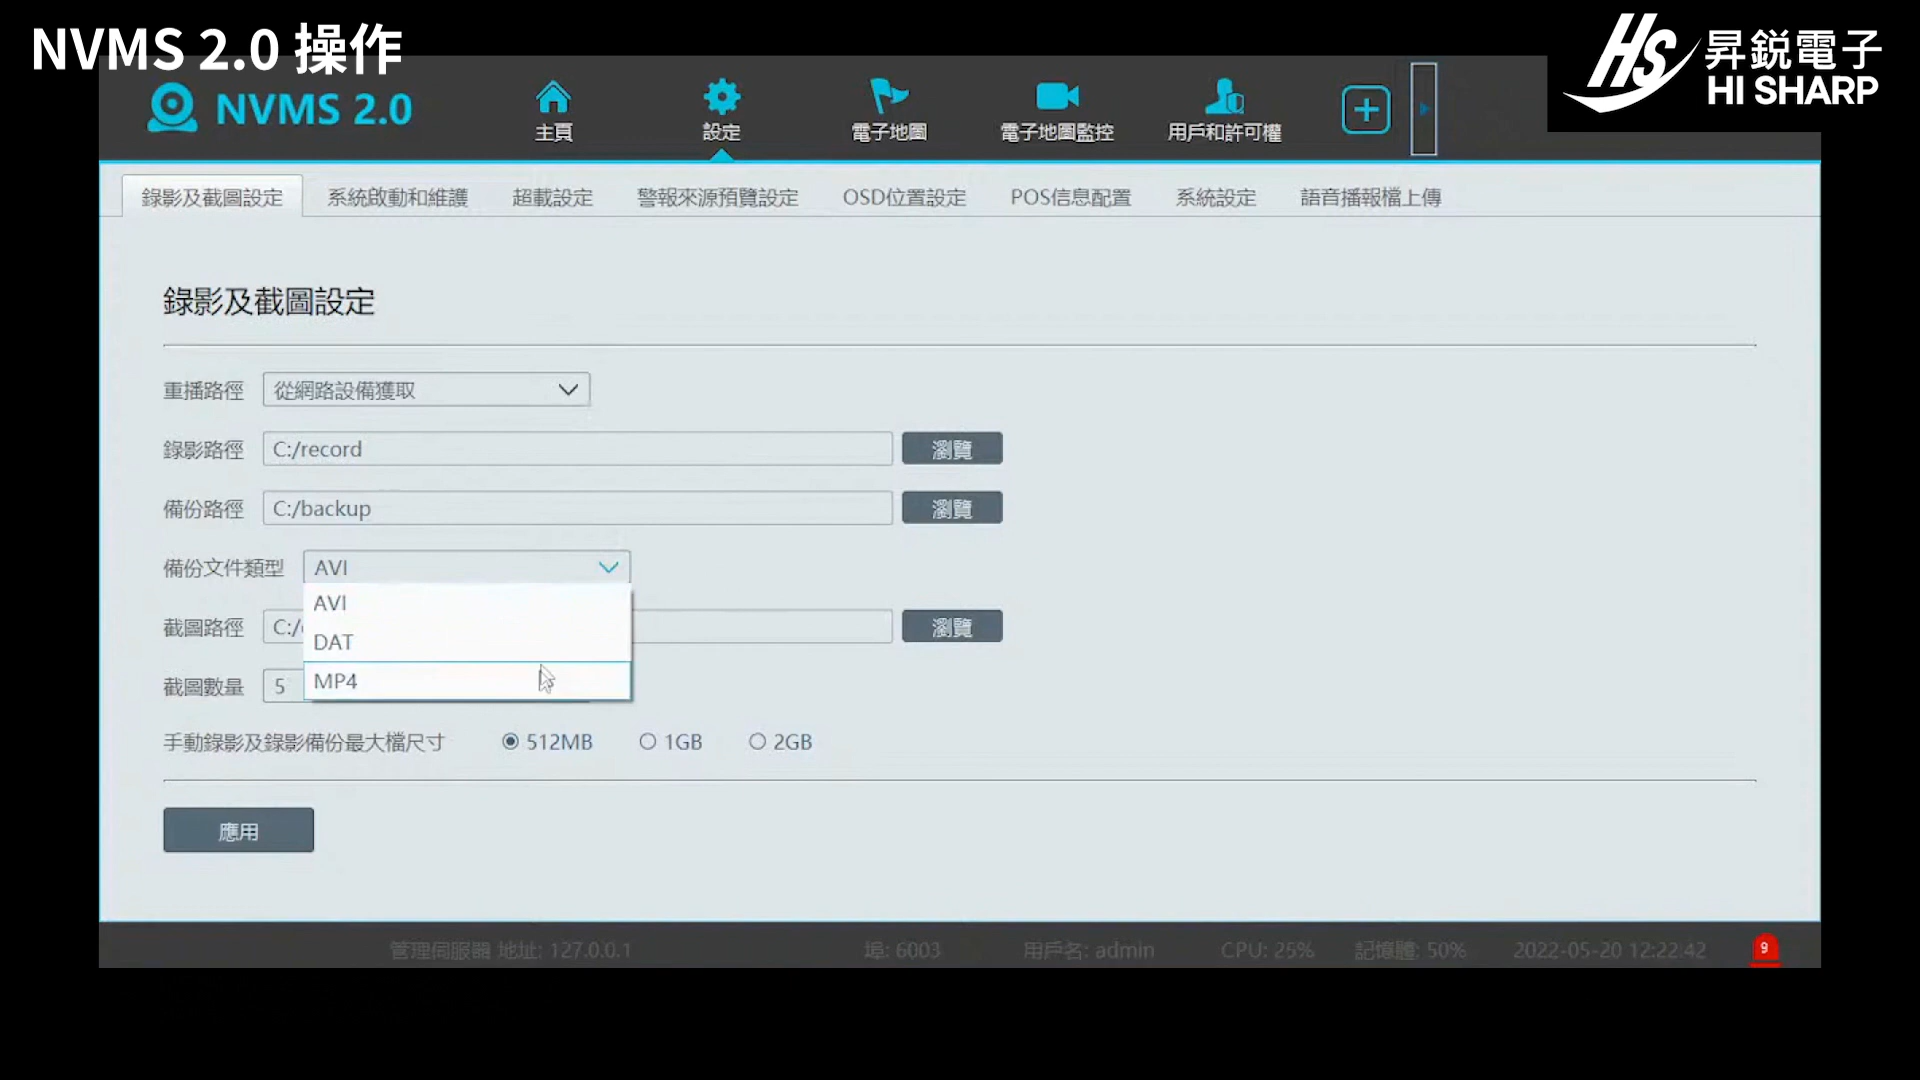 NVMS 2.0 操作
HS 昇銳電子
HI SHARP
NVMS 2.0
主頁
設定
電子地圖
電子地圖監控
用戶和許可權
錄影及截圖設定
系統啟動和維護
超載設定
警報來源預覽設定
OSD位置設定
POS信息配置
系統設定
語音播報檔上傳
錄影及截圖設定
重播路徑 從網路設備獲取
錄影路徑 C:/record 瀏覽
備份路徑 C:/backup 瀏覽
備份文件類型 AVI
AVI
DAT
MP4
截圖路徑 C:/ 瀏覽
截圖數量 5
手動錄影及錄影備份最大檔尺寸 512MB 1GB 2GB
應用
管理伺服器 地址: 127.0.0.1 埠: 6003 用戶名: admin CPU: 25% 記憶體: 50% 2022-05-20 12:22:42 9